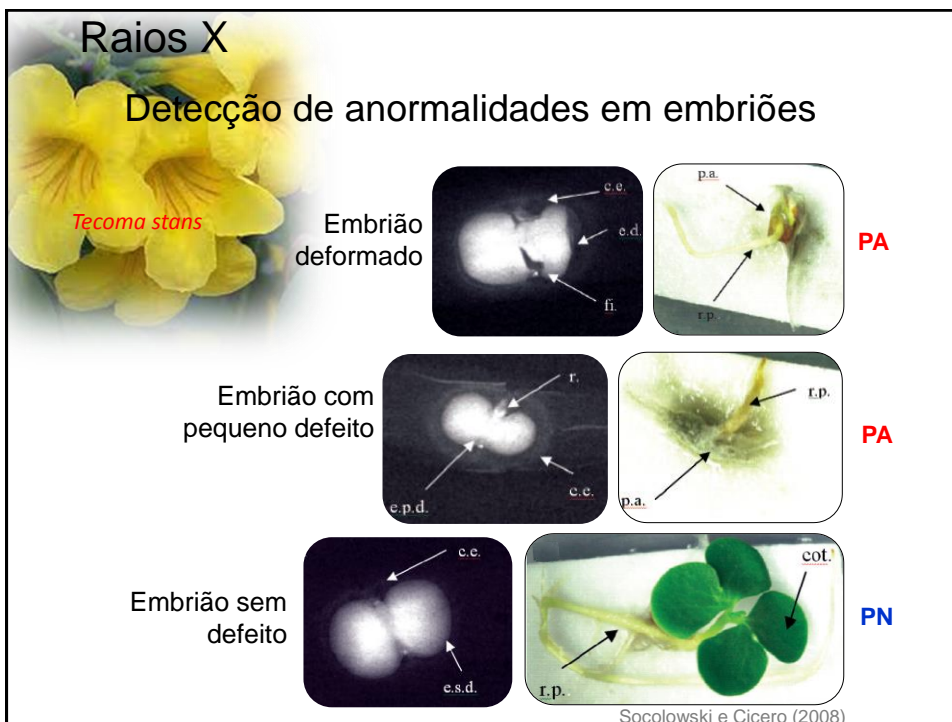 Raios X
Detecção de anormalidades em embriões
Tecoma stans
Embrião
deformado
c.e.
e.d.
fi.
p.a.
r.p.
PA
Embrião com
pequeno defeito
r.
c.e.
e.p.d.
r.p.
p.a.
PA
Embrião sem
defeito
c.e.
e.s.d.
cot.
r.p.
PN
Socolowski e Cicero (2008)